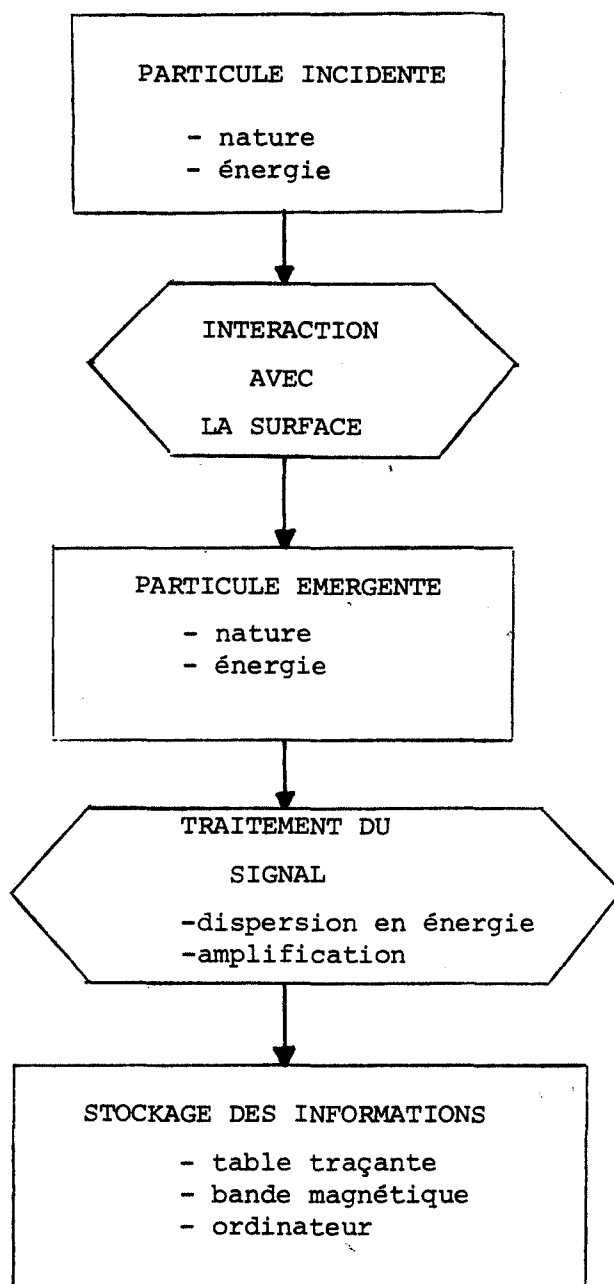 PARTICULE INCIDENTE
- nature
- énergie
INTERACTION
AVEC
LA SURFACE
PARTICULE EMERGENTE
- nature
- énergie
TRAITEMENT DU
SIGNAL
-dispersion en énergie
-amplification
STOCKAGE DES INFORMATIONS
- table traçante
- bande magnétique
- ordinateur